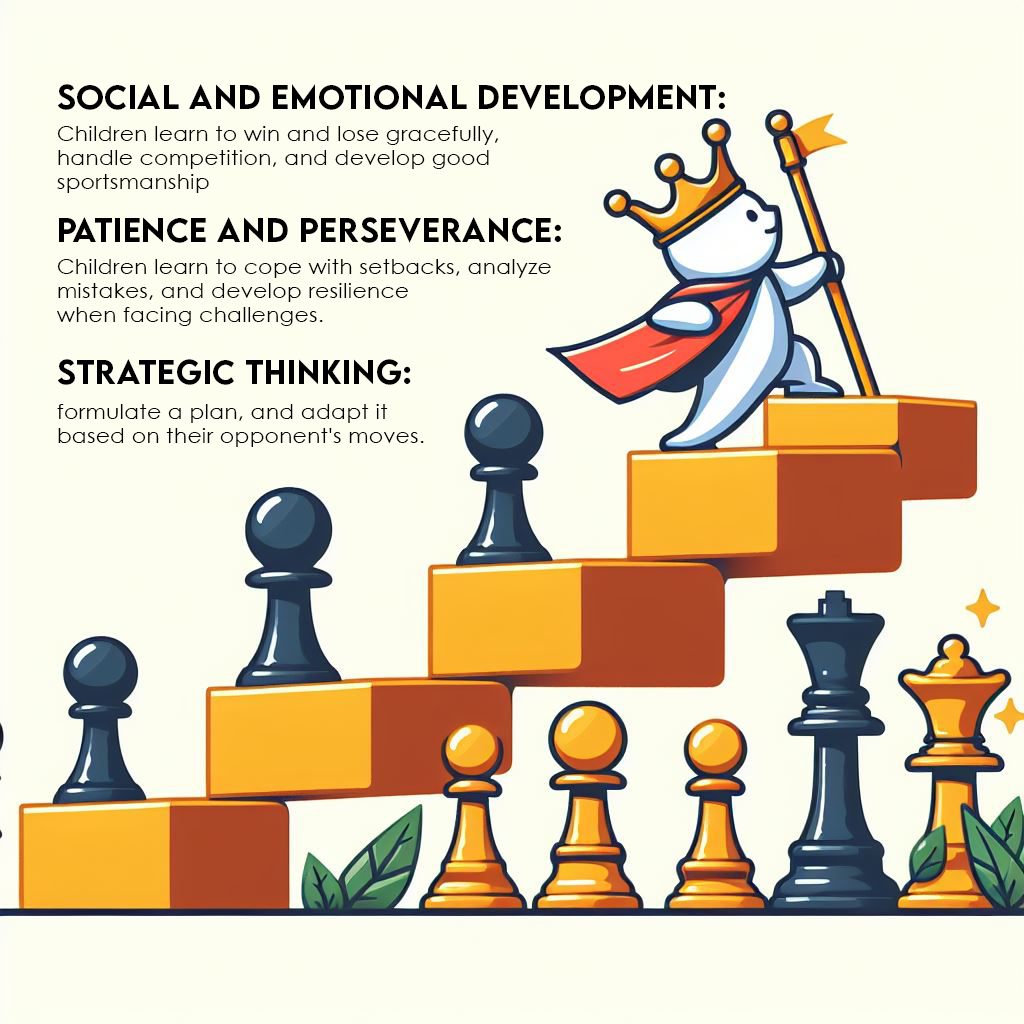 SOCIAL AND EMOTIONAL DEVELOPMENT:
Children learn to win and lose gracefully,
handle competition, and develop good
sportsmanship
PATIENCE AND PERSEVERANCE:
Children learn to cope with setbacks, analyze
mistakes, and develop resilience
when facing challenges.
STRATEGIC THINKING:
formulate a plan, and adapt it
based on their opponent's moves.